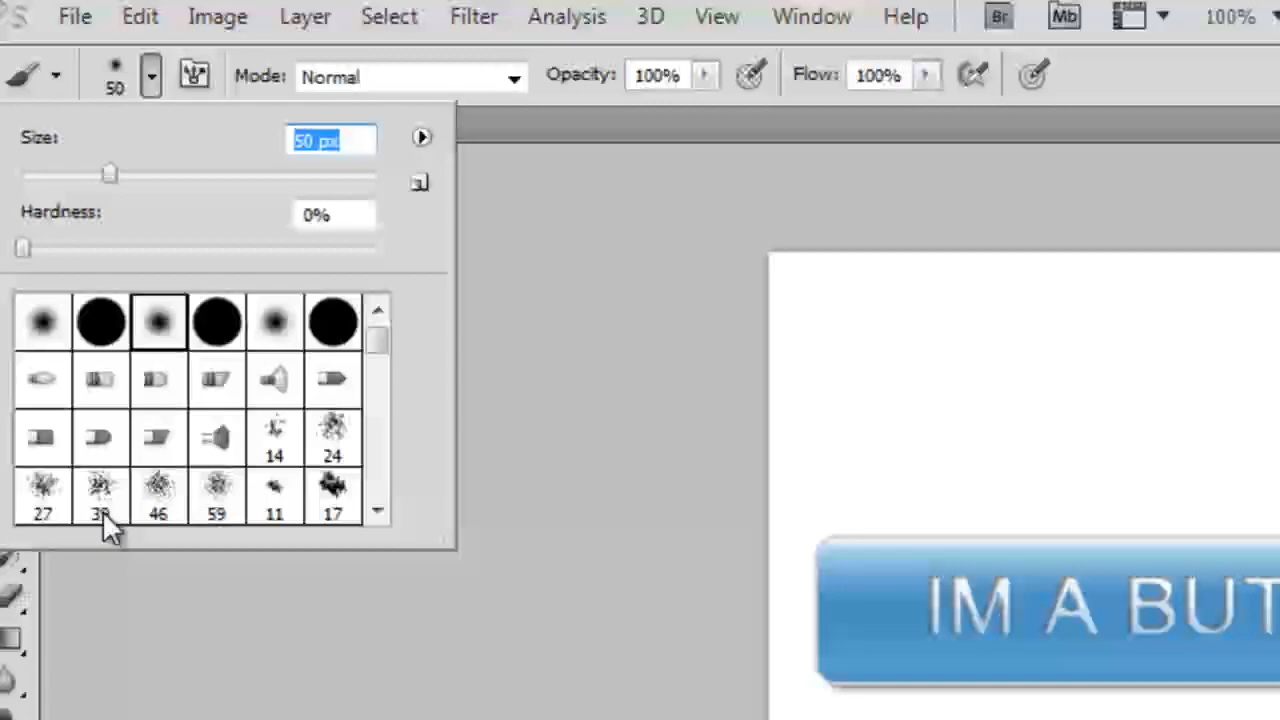 File Edit Image Layer Select Filter Analysis 3D View Window Help Br Mb 100%
50 Mode: Normal Opacity: 100% Flow: 100%
Size: 50 px
Hardness: 0%
14 24
27 39 46 59 11 17
IM A BUT